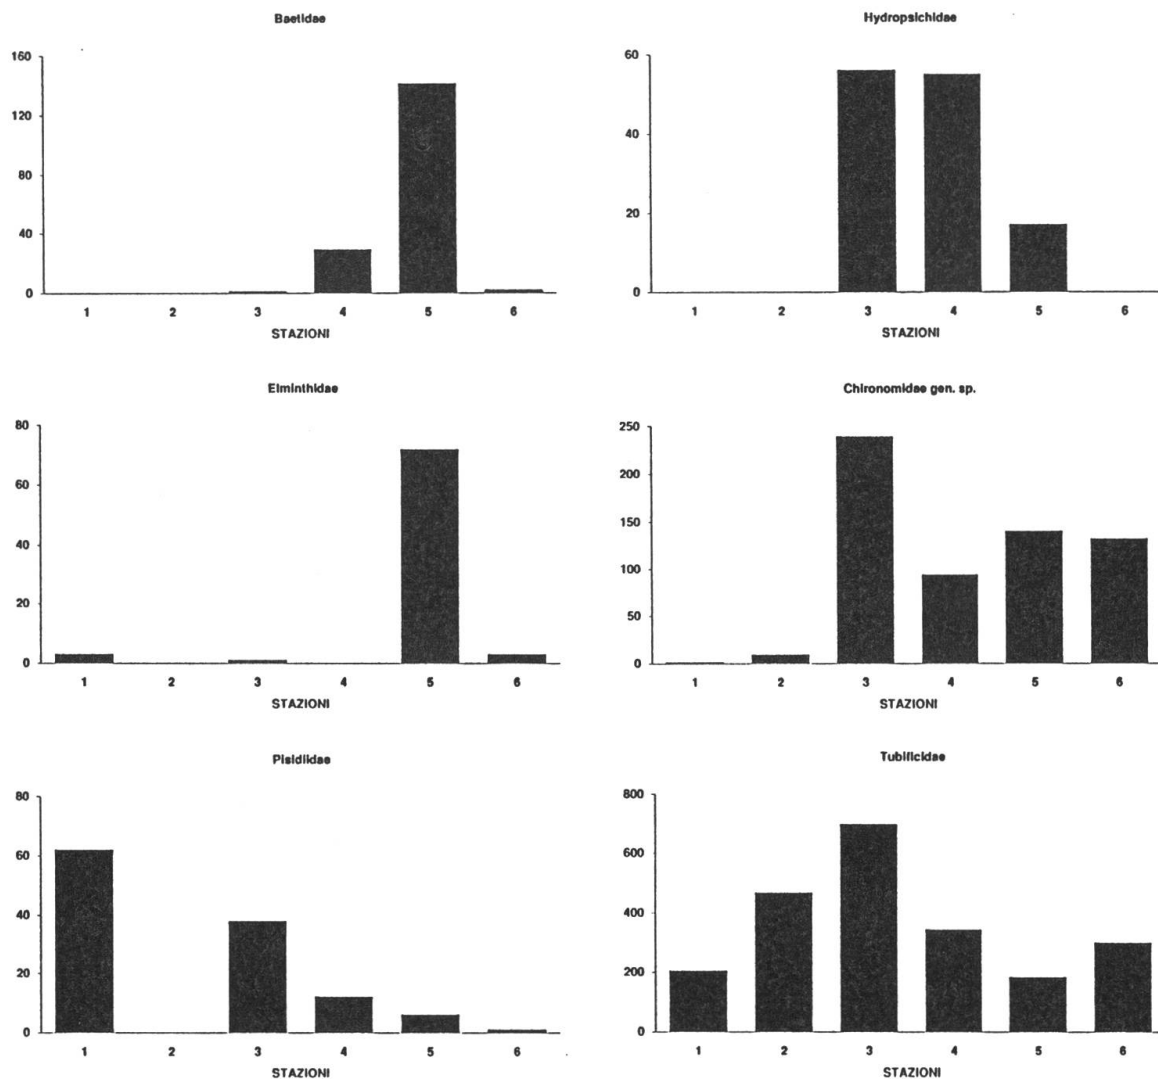 Baetidae
160
120
80
40
0
1 2 3 4 5 6
STAZIONI
Hydropsichidae
60
40
20
0
1 2 3 4 5 6
STAZIONI
Elminthidae
80
60
40
20
0
1 2 3 4 5 6
STAZIONI
Chironomidae gen. sp.
250
200
150
100
50
0
1 2 3 4 5 6
STAZIONI
Pisidiidae
80
60
40
20
0
1 2 3 4 5 6
STAZIONI
Tubificidae
800
600
400
200
0
1 2 3 4 5 6
STAZIONI